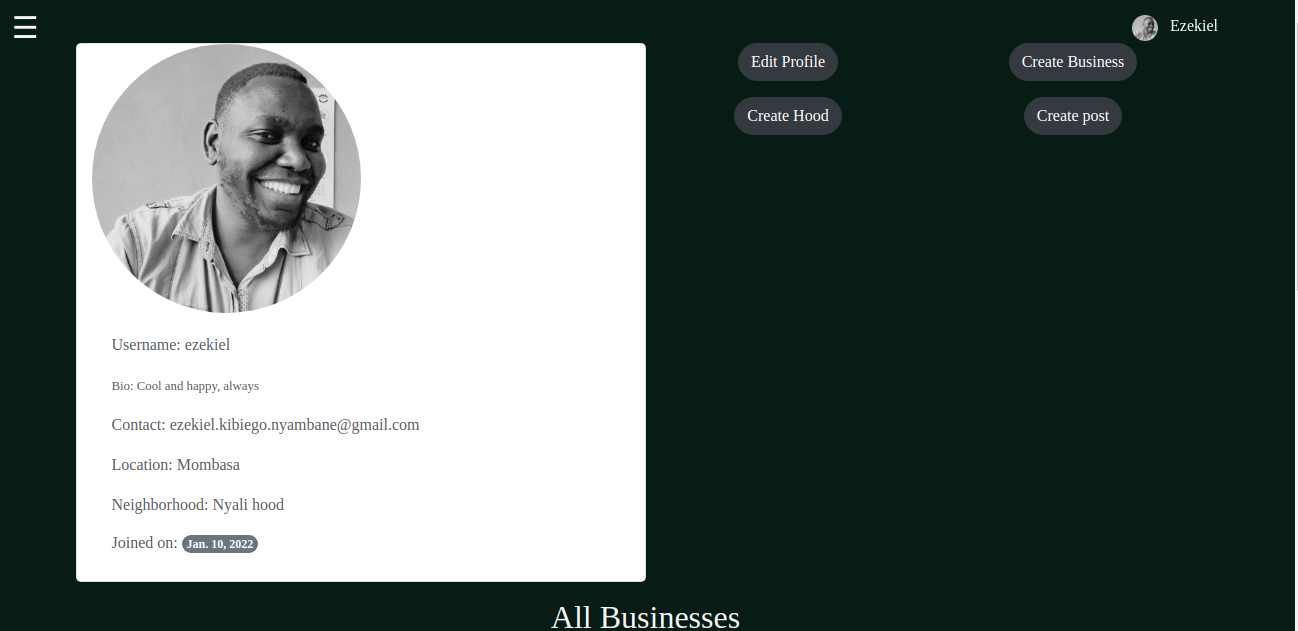 Ezekiel
Edit Profile
Create Business
Create Hood
Create post
Username: ezekiel
Bio: Cool and happy, always
Contact: ezekiel.kibiego.nyambane@gmail.com
Location: Mombasa
Neighborhood: Nyali hood
Joined on: Jan. 10, 2022
All Businesses